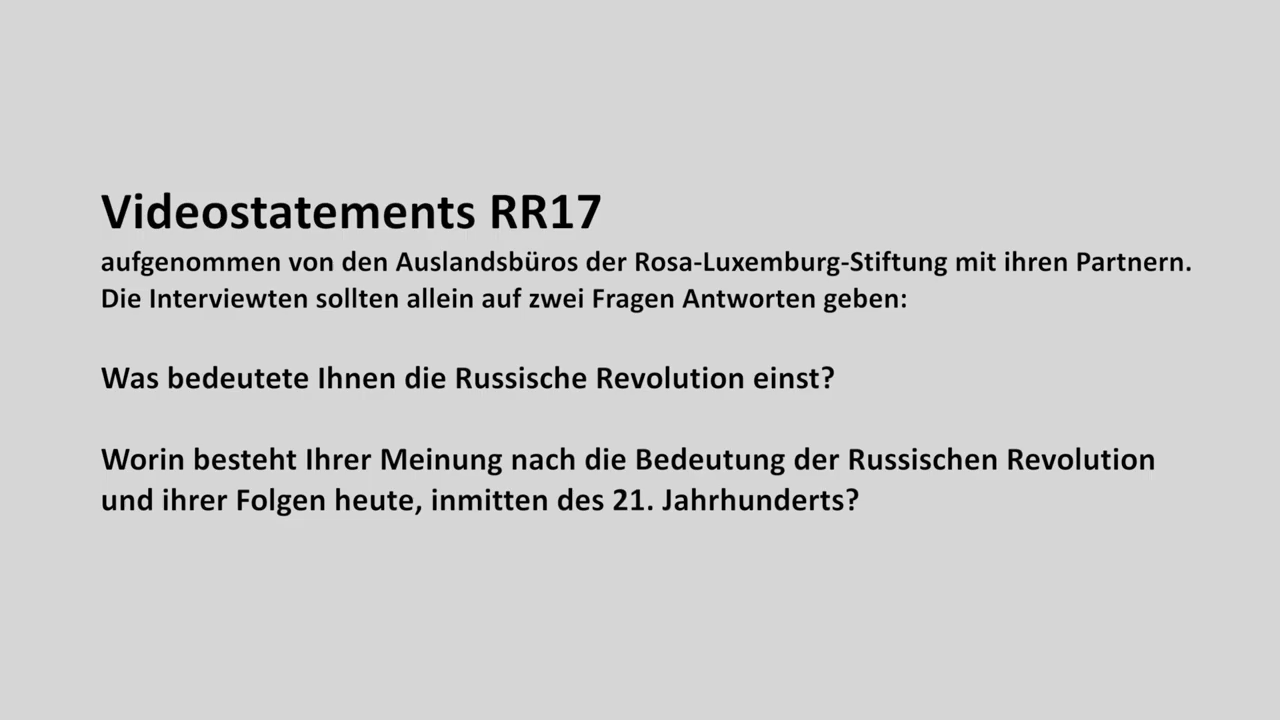 Videostatements RR17
aufgenommen von den Auslandsbüros der Rosa-Luxemburg-Stiftung mit ihren Partnern.
Die Interviewten sollten allein auf zwei Fragen Antworten geben:
Was bedeutete Ihnen die Russische Revolution einst?
Worin besteht Ihrer Meinung nach die Bedeutung der Russischen Revolution
und ihrer Folgen heute, inmitten des 21. Jahrhunderts?